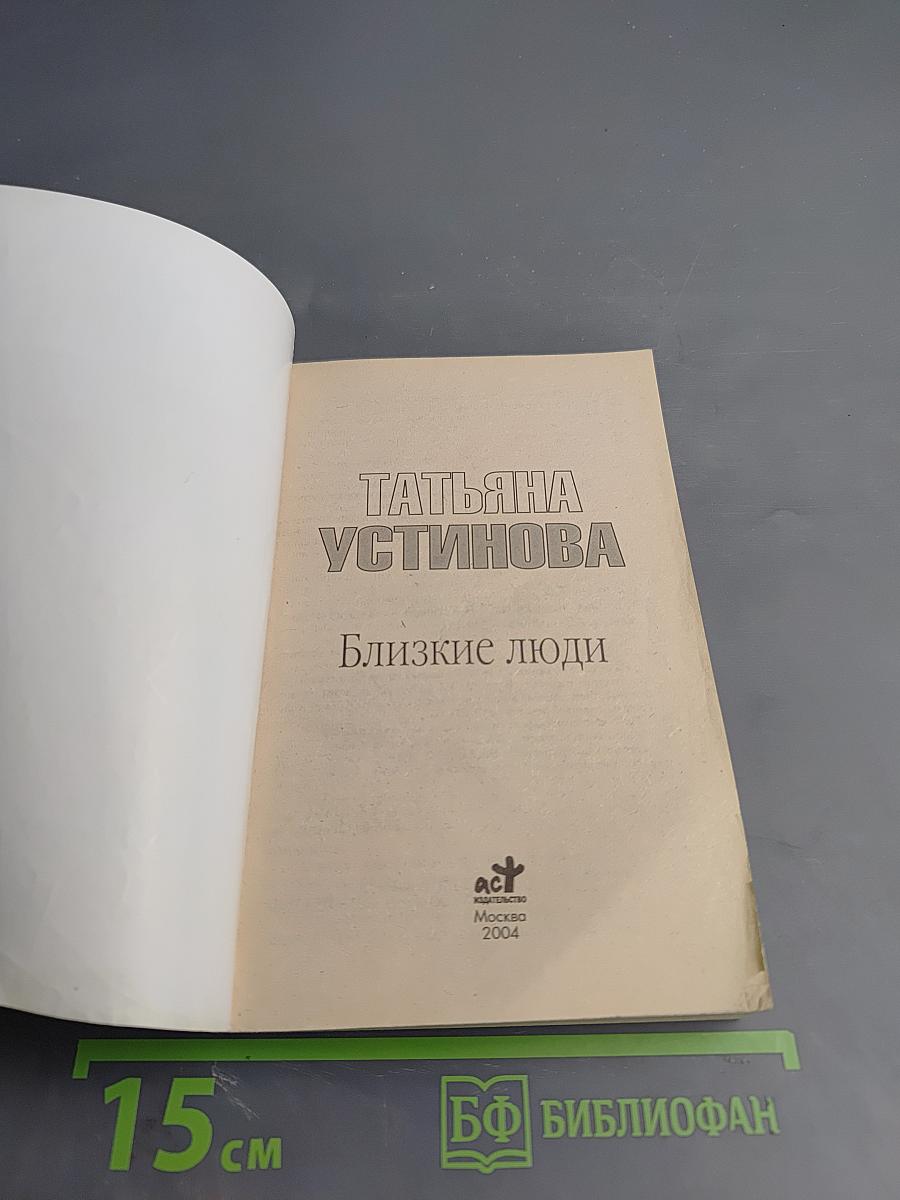 ТАТЬЯНА
УСТИНОВА
Близкие люди
аст
ИЗДАТЕЛЬСТВО
Москва
2004
15 см
БФ БИБЛИОФАН